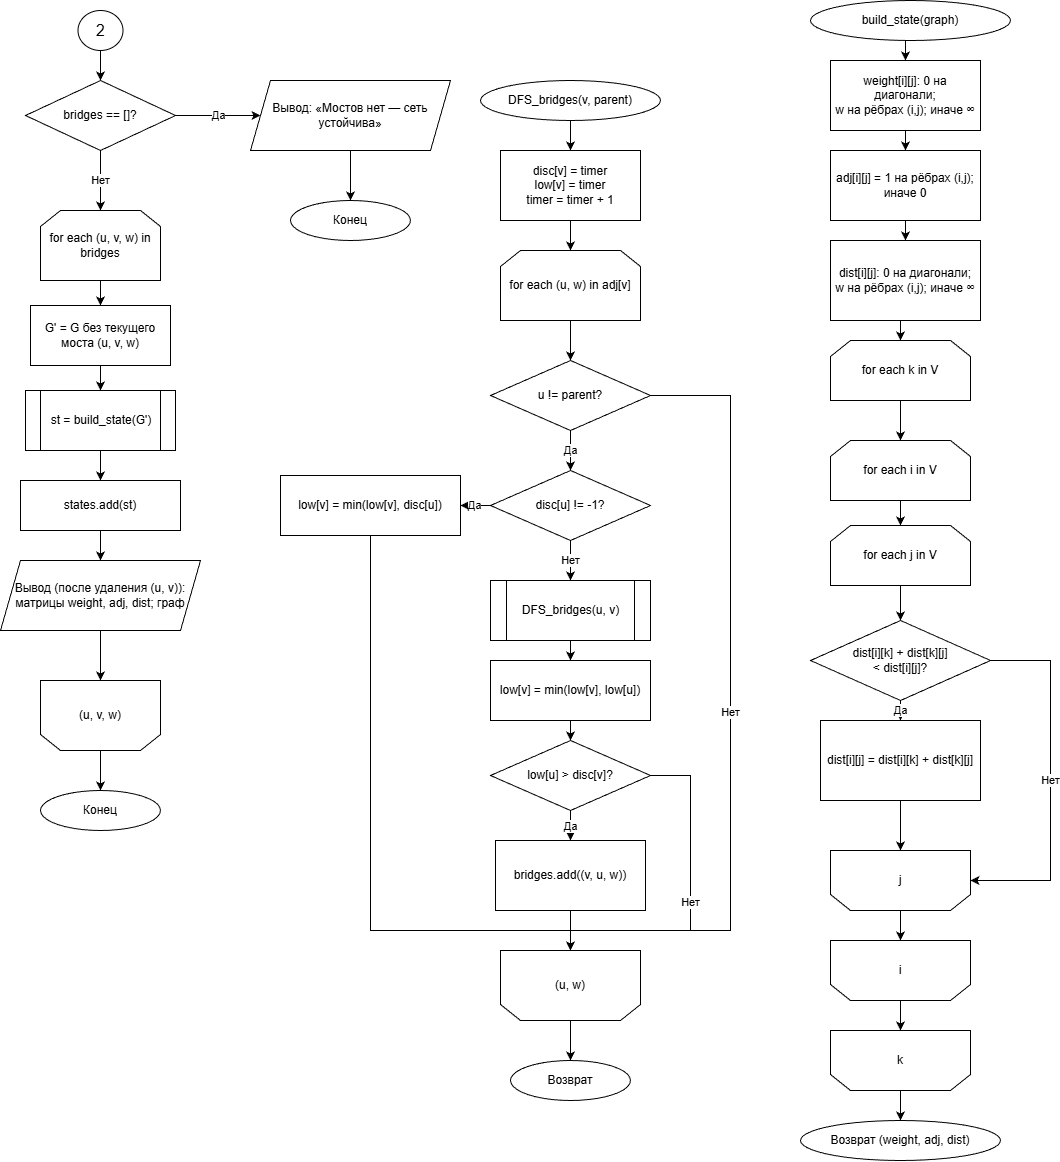 2
bridges == []?
Да
Вывод: «Мостов нет — сеть
устойчива»
Конец
Нет
for each (u, v, w) in
bridges
G' = G без текущего
моста (u, v, w)
st = build_state(G')
states.add(st)
Вывод (после удаления (u, v)):
матрицы weight, adj, dist; граф
(u, v, w)
Конец
DFS_bridges(v, parent)
disc[v] = timer
low[v] = timer
timer = timer + 1
for each (u, w) in adj[v]
u != parent?
Да
Нет
disc[u] != -1?
Да
low[v] = min(low[v], disc[u])
Нет
DFS_bridges(u, v)
low[v] = min(low[v], low[u])
low[u] > disc[v]?
Да
Нет
bridges.add((v, u, w))
(u, w)
Возврат
build_state(graph)
weight[i][j]: 0 на
диагонали;
w на рёбрах (i,j); иначе ∞
adj[i][j] = 1 на рёбрах (i,j);
иначе 0
dist[i][j]: 0 на диагонали;
w на рёбрах (i,j); иначе ∞
for each k in V
for each i in V
for each j in V
dist[i][k] + dist[k][j]
< dist[i][j]?
Да
Нет
dist[i][j] = dist[i][k] + dist[k][j]
j
i
k
Возврат (weight, adj, dist)